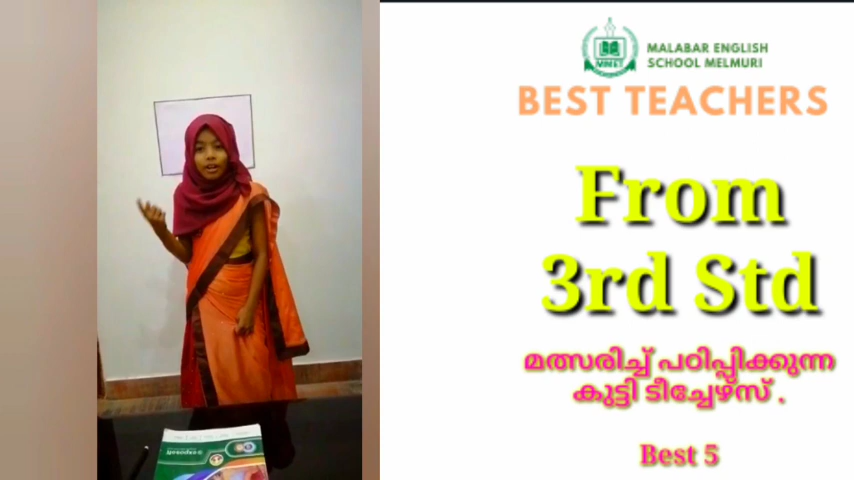 MALABAR ENGLISH
SCHOOL MELMURI
BEST TEACHERS
From
3rd Std
മത്സരിച്ച് പഠിപ്പിക്കുന്ന
കുട്ടി ടീച്ചേഴ്സ് .
Best 5